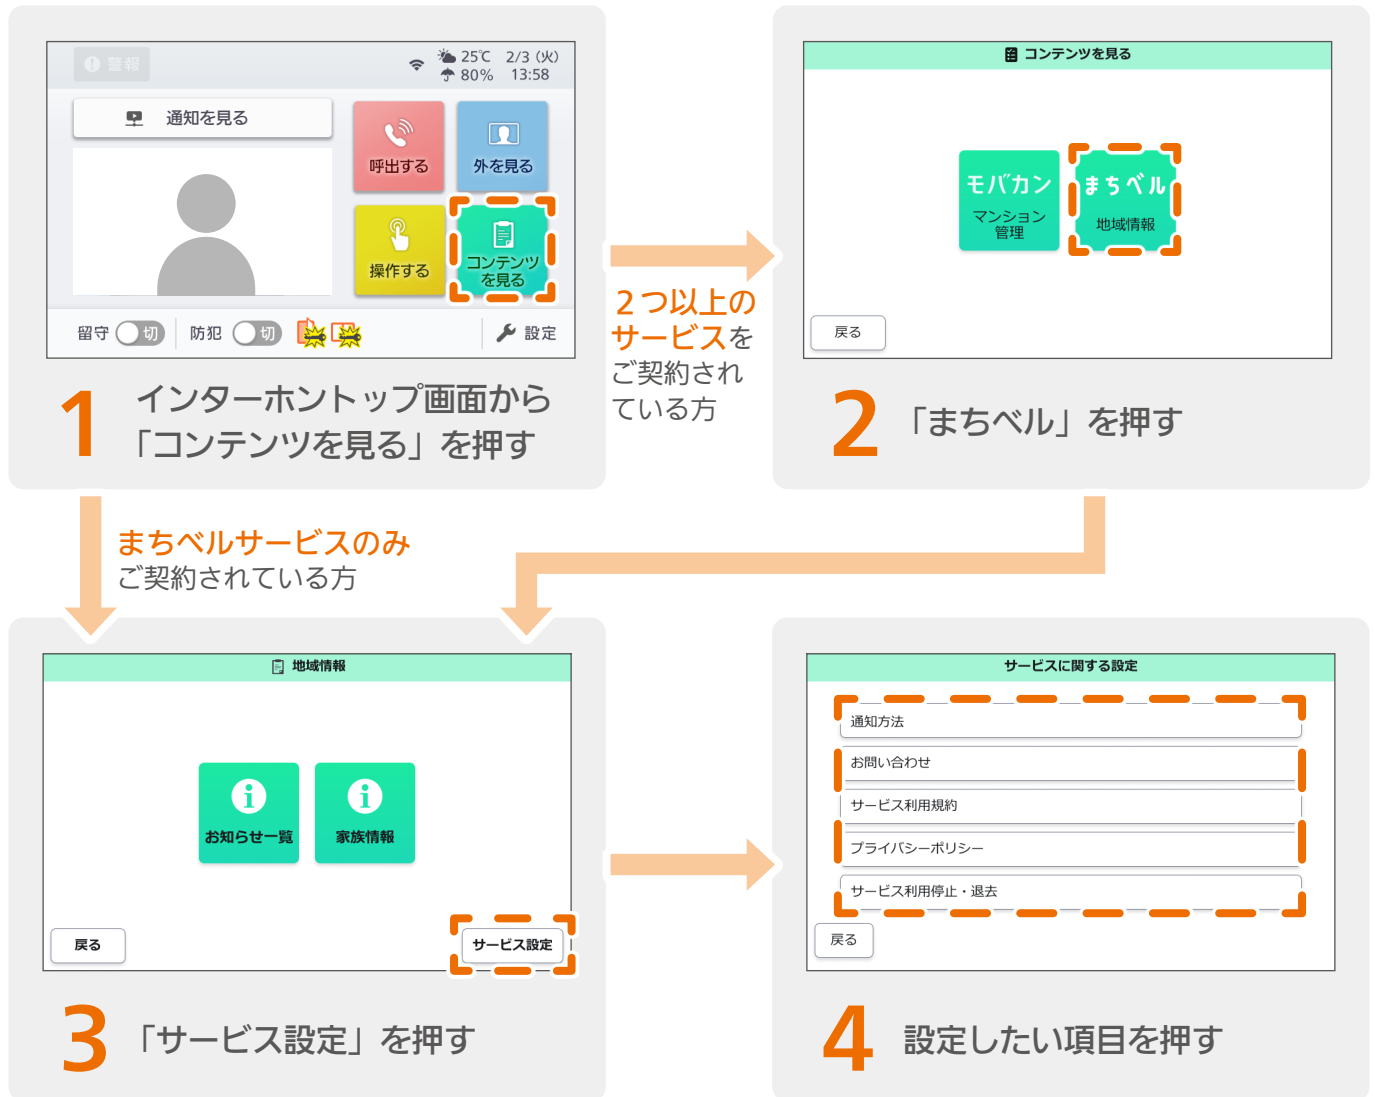 警報
25℃ 2/3 (火)
80% 13:58
通知を見る
呼出する
外を見る
操作する
コンテンツ
を見る
留守 切 防犯 切 設定
1
インターホントップ画面から
「コンテンツを見る」を押す
2つ以上の
サービスを
ご契約され
ている方
コンテンツを見る
モバカン
マンション
管理
まちベル
地域情報
戻る
2
「まちベル」を押す
まちベルサービスのみ
ご契約されている方
地域情報
お知らせ一覧
家族情報
戻る
サービス設定
3
「サービス設定」を押す
サービスに関する設定
通知方法
お問い合わせ
サービス利用規約
プライバシーポリシー
サービス利用停止・退去
戻る
4
設定したい項目を押す